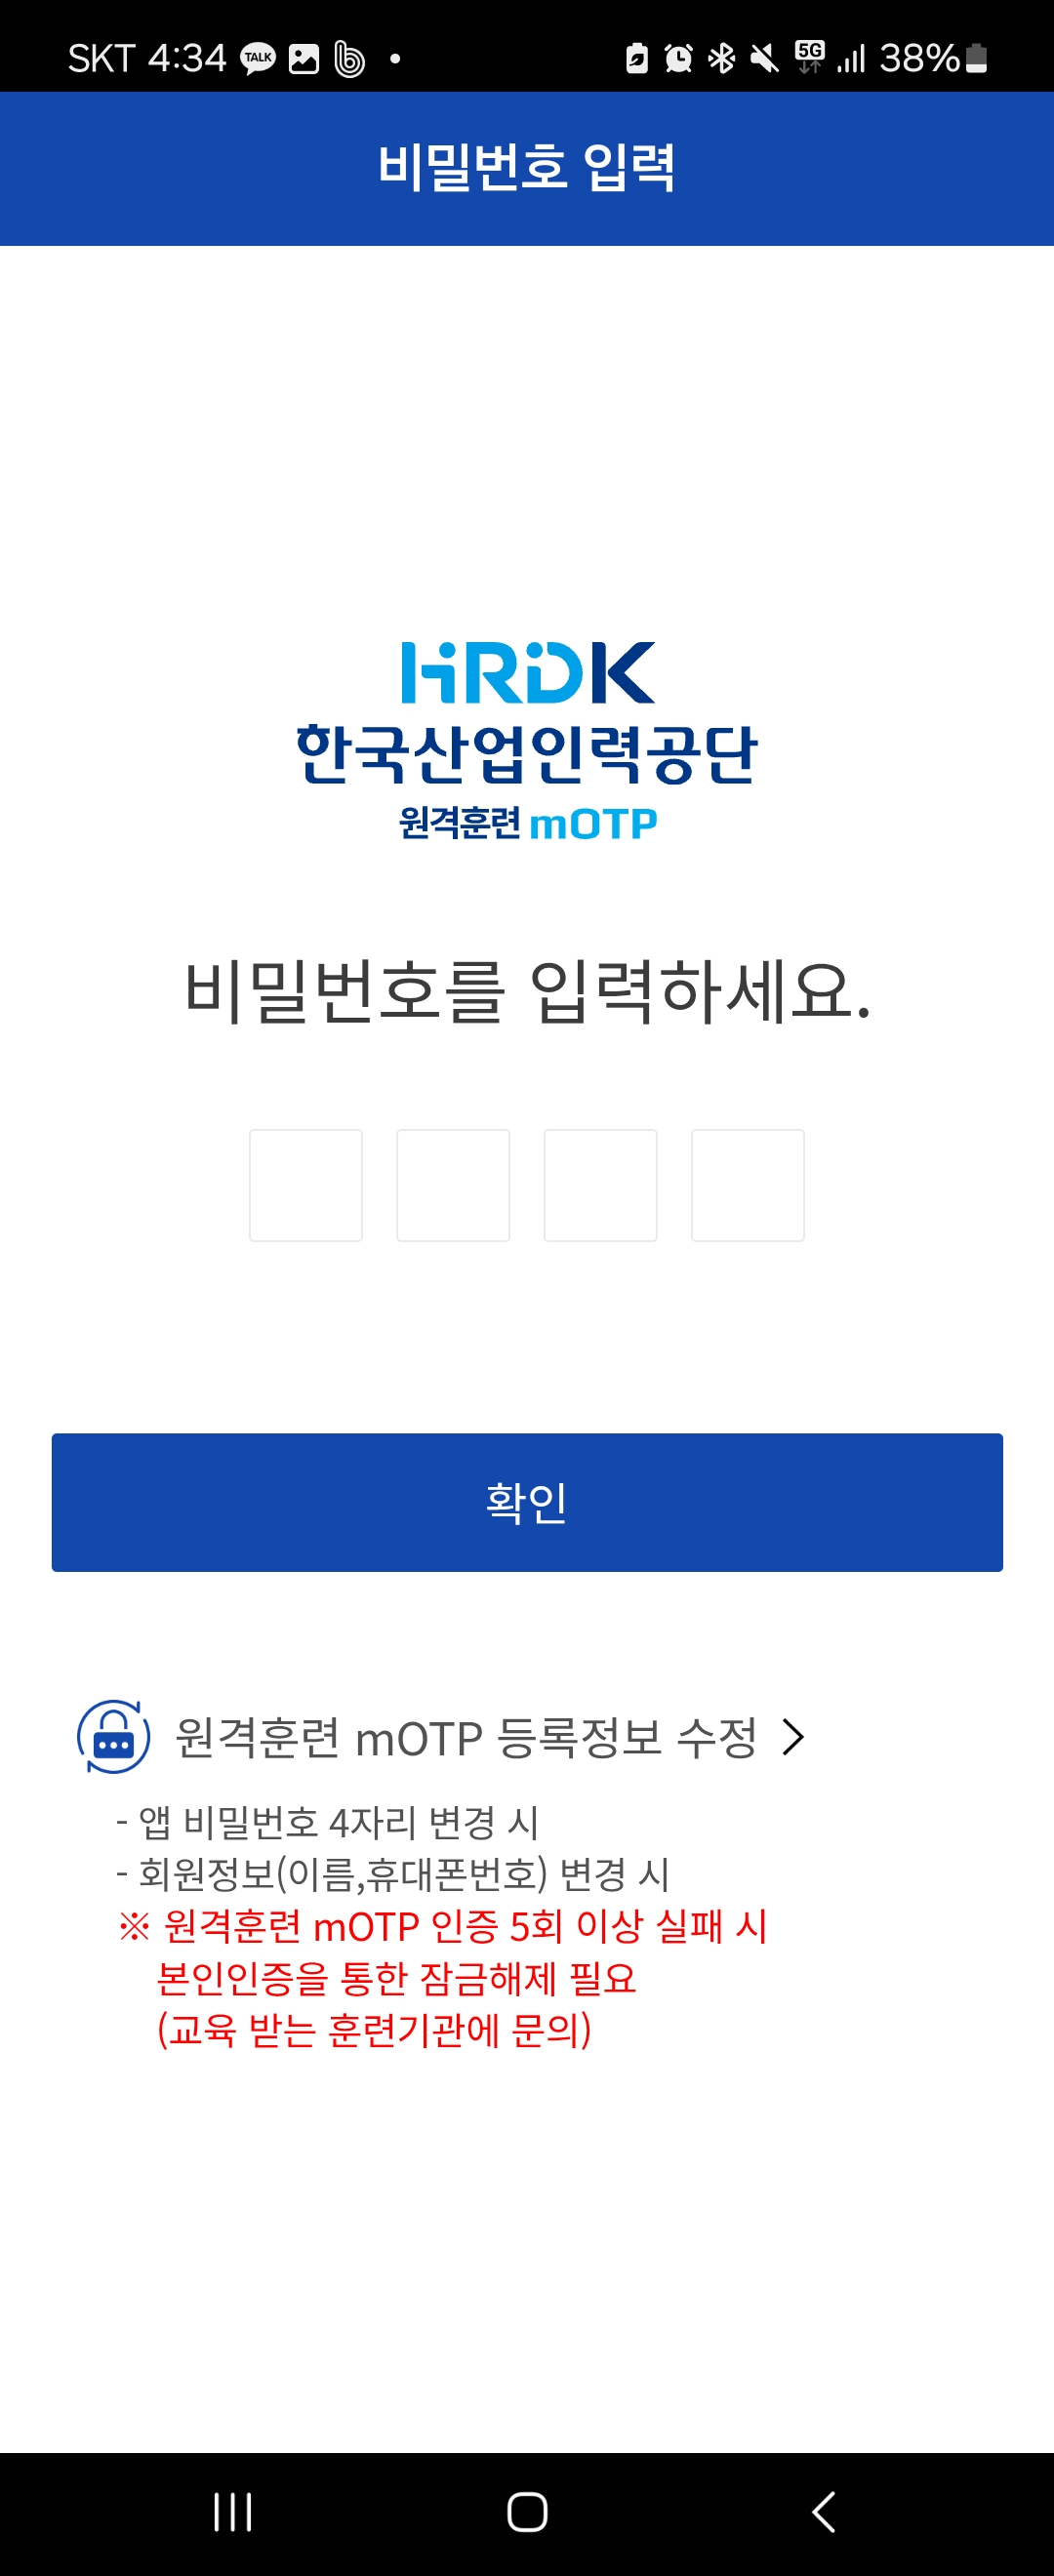 SKT 4:34 TALK 5G 38%
비밀번호 입력
HRDK
한국산업인력공단
원격훈련 mOTP
비밀번호를 입력하세요.
확인
원격훈련 mOTP 등록정보 수정
- 앱 비밀번호 4자리 변경 시
- 회원정보(이름,휴대폰번호) 변경 시
※ 원격훈련 mOTP 인증 5회 이상 실패 시
본인인증을 통한 잠금해제 필요
(교육 받는 훈련기관에 문의)